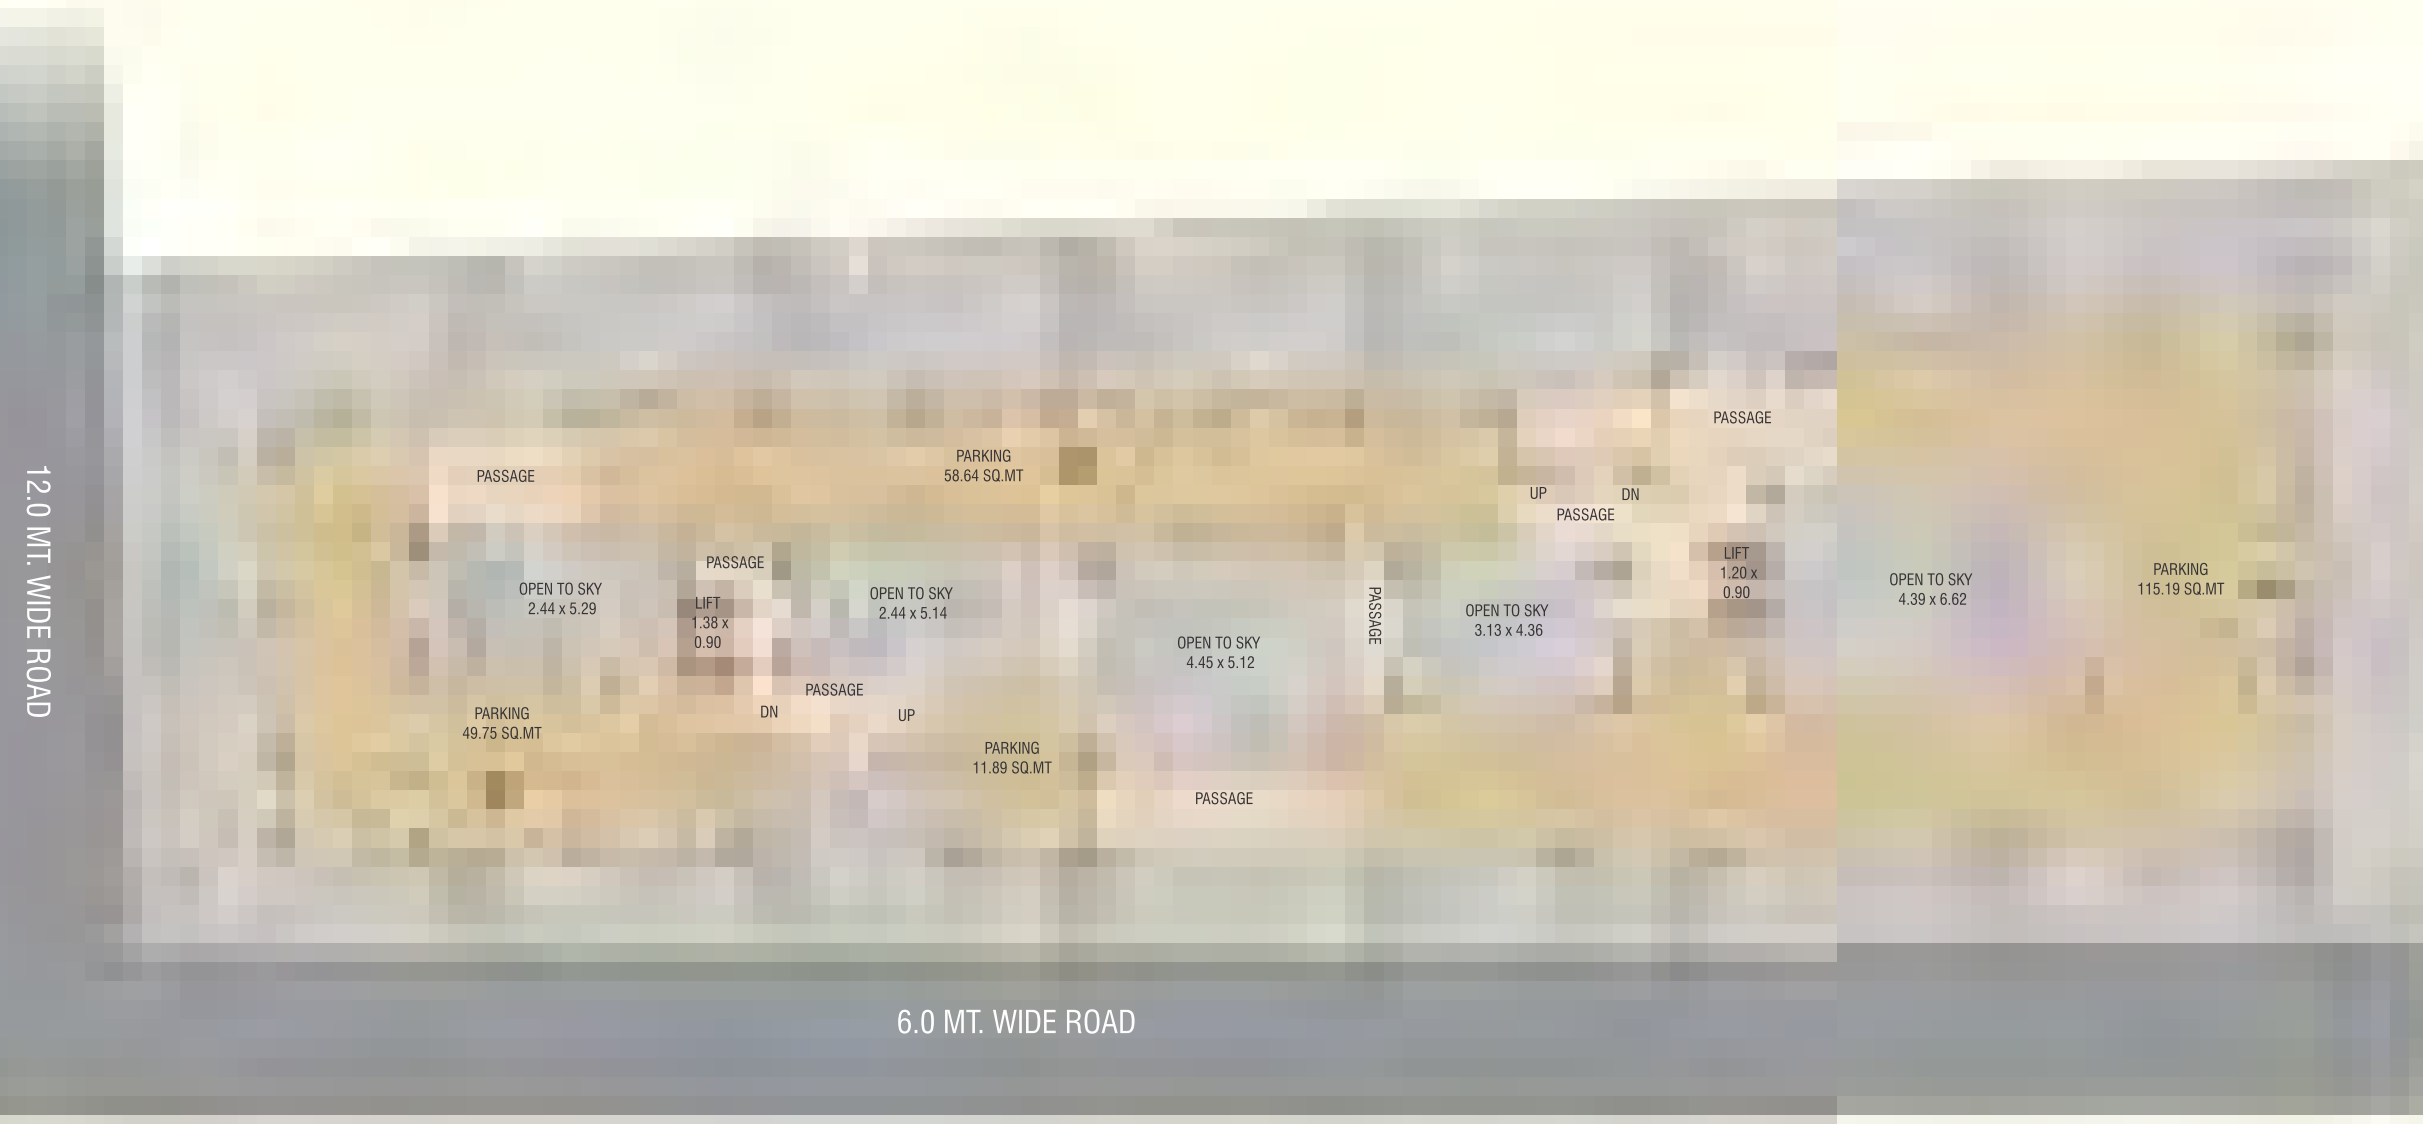 PASSAGE
PARKING
58.64 SQ.MT
PASSAGE
UP
DN
PASSAGE
PASSAGE
LIFT
1.20 x
0.90
PASSAGE
OPEN TO SKY
2.44 x 5.29
LIFT
1.38 x
0.90
OPEN TO SKY
2.44 x 5.14
OPEN TO SKY
4.45 x 5.12
PASSAGE
OPEN TO SKY
3.13 x 4.36
OPEN TO SKY
4.39 x 6.62
PARKING
115.19 SQ.MT
12.0 MT. WIDE ROAD
PARKING
49.75 SQ.MT
PASSAGE
DN
UP
PARKING
11.89 SQ.MT
PASSAGE
6.0 MT. WIDE ROAD